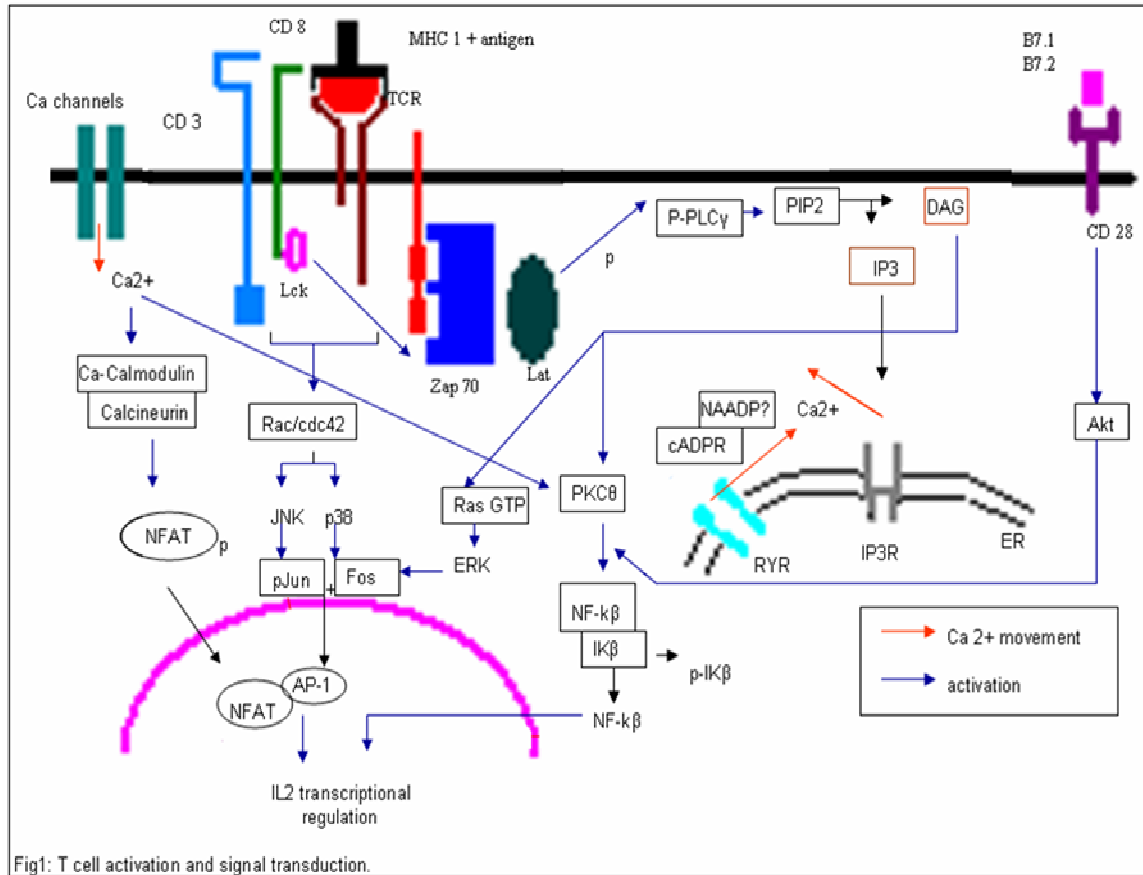 CD 8
MHC 1 + antigen
B7.1
B7.2
Ca channels
CD 3
TCR
P-PLCγ
PIP2
DAG
CD 28
p
IP3
Ca2+
Lck
Zap 70
Lat
Ca-Calmodulin
Calcineurin
Rac/cdc42
NAADP?
cADPR
Ca2+
Akt
Ras GTP
PKCθ
JNK
p38
NFAT
p
ERK
RYR
IP3R
ER
pJun
+
Fos
NF-kβ
IKβ
p-IKβ
Ca 2+ movement
activation
AP-1
NFAT
NF-kβ
IL2 transcriptional
regulation
Fig1: T cell activation and signal transduction.